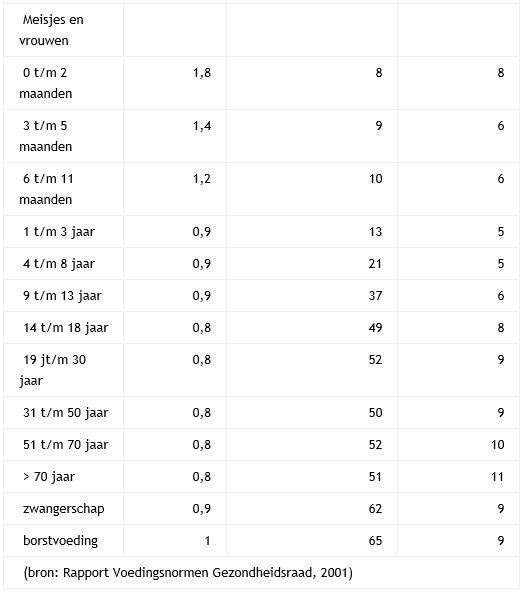 Meisjes en
vrouwen
0 t/m 2 1,8 8 8
maanden
3 t/m 5 1,4 9 6
maanden
6 t/m 11 1,2 10 6
maanden
1 t/m 3 jaar 0,9 13 5
4 t/m 8 jaar 0,9 21 5
9 t/m 13 jaar 0,9 37 6
14 t/m 18 jaar 0,8 49 8
19 jt/m 30 0,8 52 9
jaar
31 t/m 50 jaar 0,8 50 9
51 t/m 70 jaar 0,8 52 10
> 70 jaar 0,8 51 11
zwangerschap 0,9 62 9
borstvoeding 1 65 9
(bron: Rapport Voedingsnormen Gezondheidsraad, 2001)